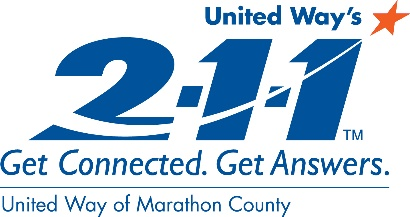 United Way's
2-1-1 ™
Get Connected. Get Answers.
United Way of Marathon County